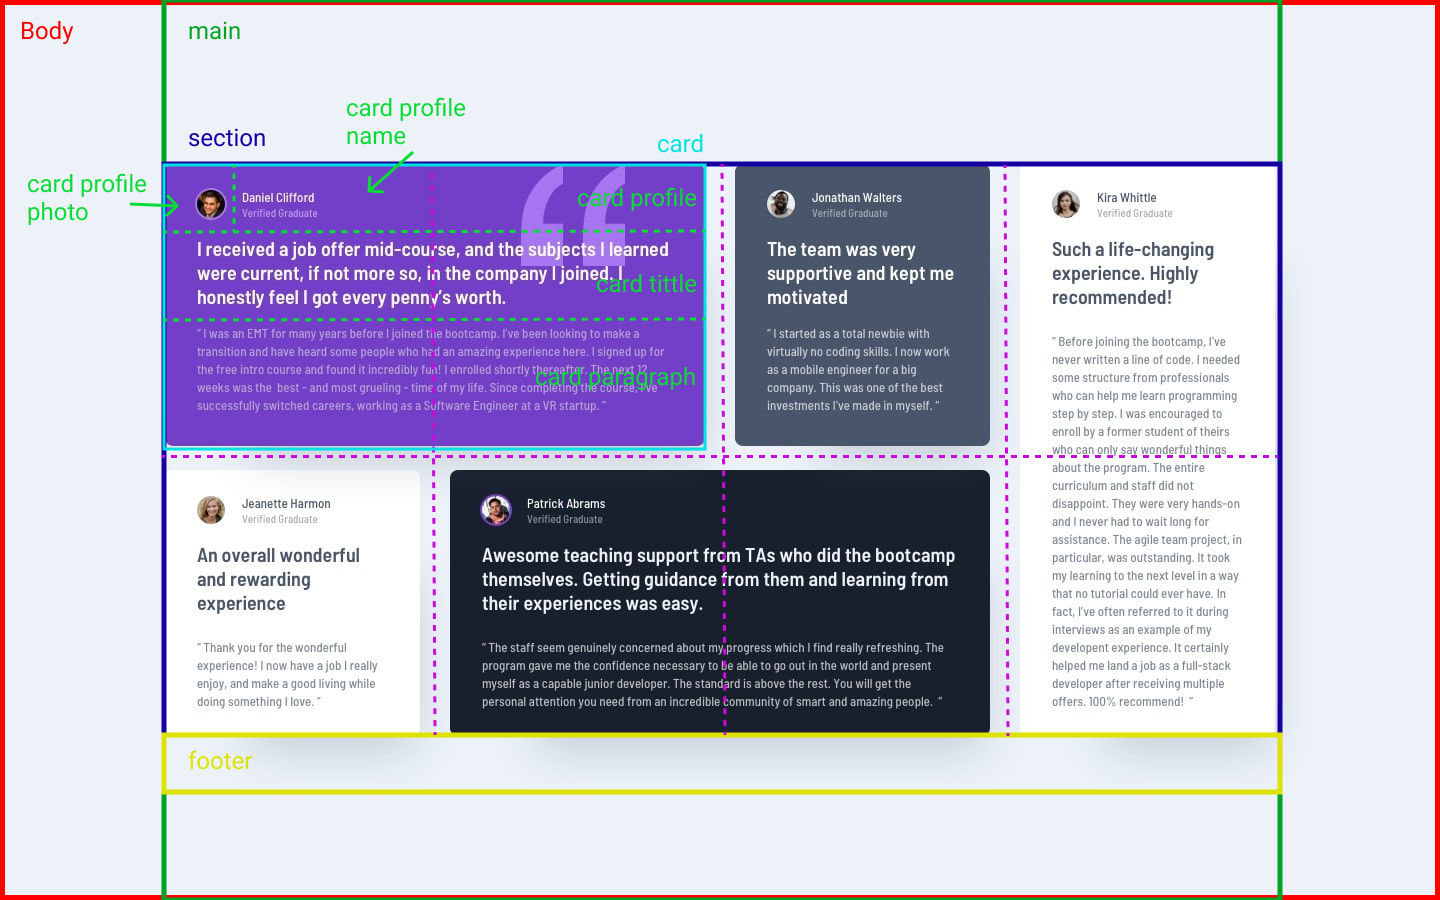 Body
main
card profile
name
section
card
card profile
photo
Daniel Clifford
Verified Graduate
card profile
I received a job offer mid-course, and the subjects I learned
were current, if not more so, in the company I joined. I
honestly feel I got every penny’s worth.
card tittle
“ I was an EMT for many years before I joined the bootcamp. I’ve been looking to make a
transition and have heard some people who had an amazing experience here. I signed up for
the free intro course and found it incredibly fun! I enrolled shortly thereafter. The next 12
weeks was the best - and most grueling - time of my life. Since completing the course, I’ve
successfully switched careers, working as a Software Engineer at a VR startup. ”
card paragraph
Jonathan Walters
Verified Graduate
The team was very
supportive and kept me
motivated
“ I started as a total newbie with
virtually no coding skills. I now work
as a mobile engineer for a big
company. This was one of the best
investments I’ve made in myself. ”
Kira Whittle
Verified Graduate
Such a life-changing
experience. Highly
recommended!
“ Before joining the bootcamp, I’ve
never written a line of code. I needed
some structure from professionals
who can help me learn programming
step by step. I was encouraged to
enroll by a former student of theirs
who can only say wonderful things
about the program. The entire
curriculum and staff did not
disappoint. They were very hands-on
and I never had to wait long for
assistance. The agile team project, in
particular, was outstanding. It took
my learning to the next level in a way
that no tutorial could ever have. In
fact, I’ve often referred to it during
interviews as an example of my
developent experience. It certainly
helped me land a job as a full-stack
developer after receiving multiple
offers. 100% recommend! ”
Jeanette Harmon
Verified Graduate
An overall wonderful
and rewarding
experience
“ Thank you for the wonderful
experience! I now have a job I really
enjoy, and make a good living while
doing something I love. ”
Patrick Abrams
Verified Graduate
Awesome teaching support from TAs who did the bootcamp
themselves. Getting guidance from them and learning from
their experiences was easy.
“ The staff seem genuinely concerned about my progress which I find really refreshing. The
program gave me the confidence necessary to be able to go out in the world and present
myself as a capable junior developer. The standard is above the rest. You will get the
personal attention you need from an incredible community of smart and amazing people. ”
footer